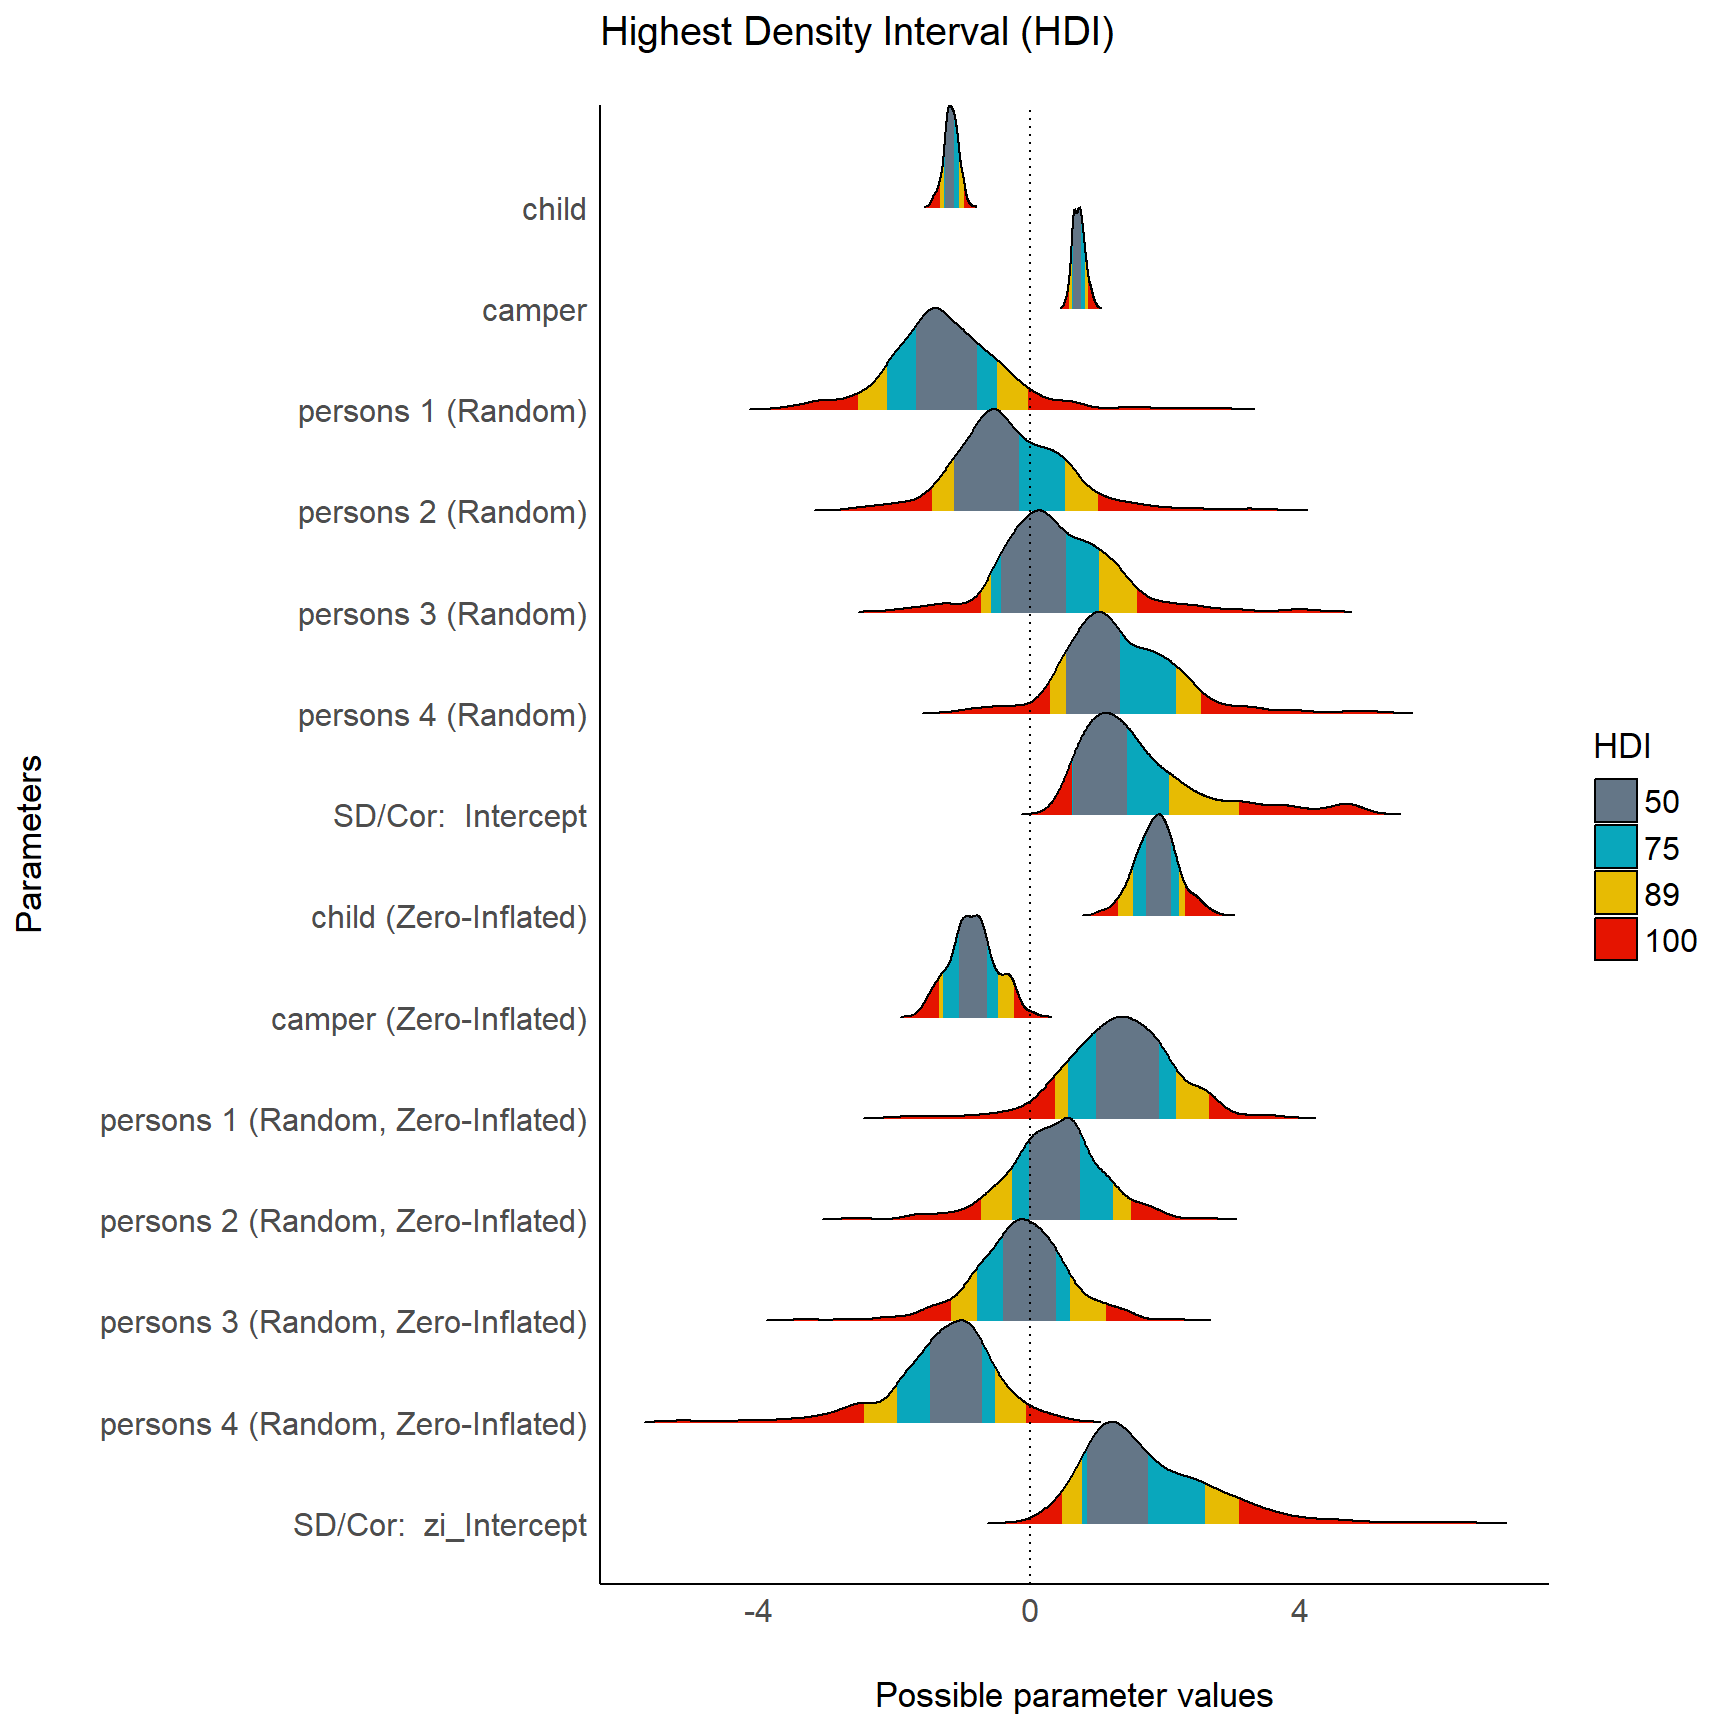 Highest Density Interval (HDI)
child
camper
persons 1 (Random)
persons 2 (Random)
persons 3 (Random)
persons 4 (Random)
SD/Cor:  Intercept
child (Zero-Inflated)
camper (Zero-Inflated)
persons 1 (Random, Zero-Inflated)
persons 2 (Random, Zero-Inflated)
persons 3 (Random, Zero-Inflated)
persons 4 (Random, Zero-Inflated)
SD/Cor:  zi_Intercept
Parameters
-4 0 4
Possible parameter values
HDI
50
75
89
100